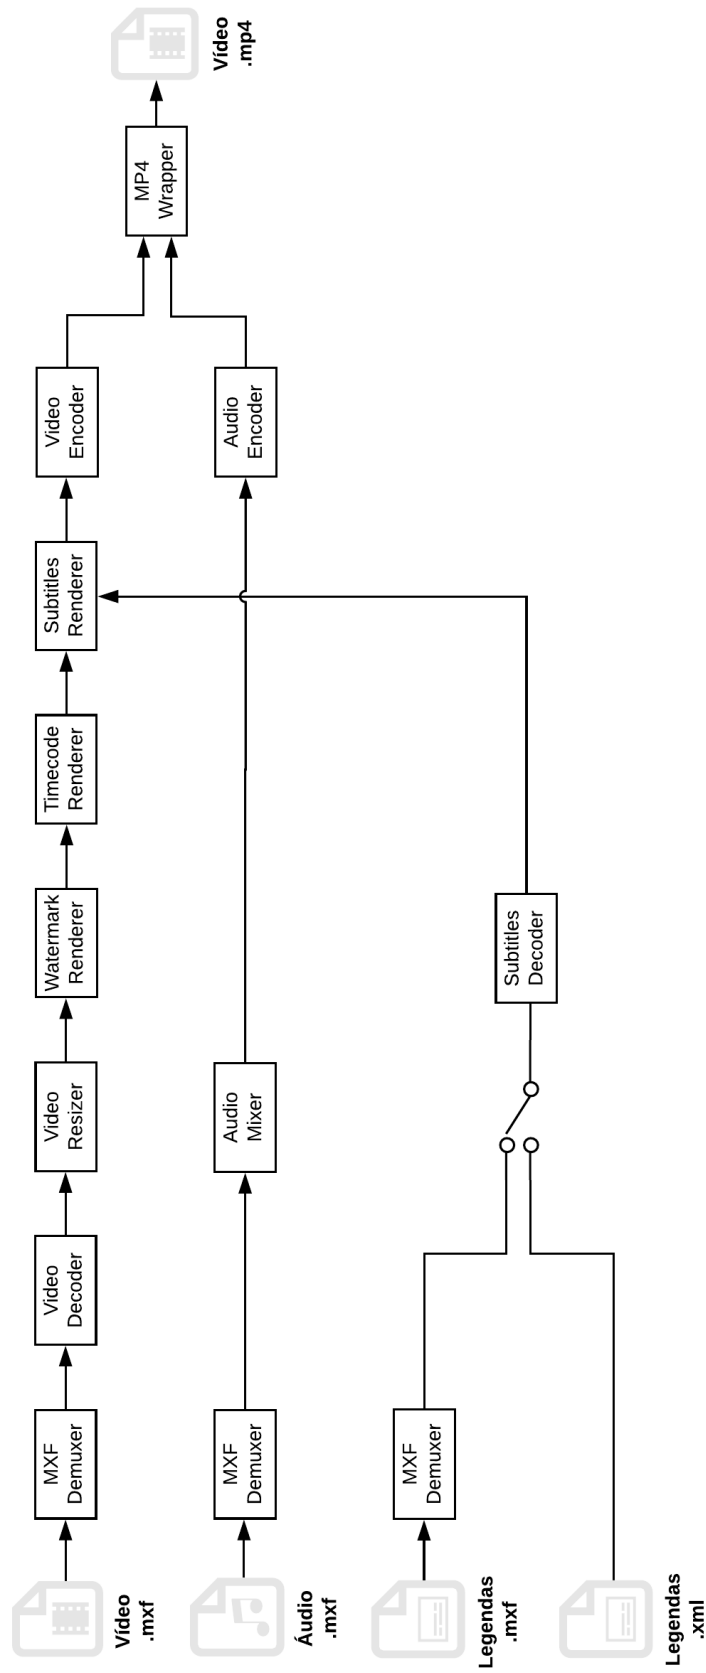 MXF
Demuxer
Video
Decoder
Video
Resizer
Watermark
Renderer
Timecode
Renderer
Subtitles
Renderer
Video
Encoder
Vídeo
.mxf
MP4
Wrapper
Vídeo
.mp4
MXF
Demuxer
Audio
Mixer
Audio
Encoder
Áudio
.mxf
MXF
Demuxer
Subtitles
Decoder
Legendas
.mxf
Legendas
.xml